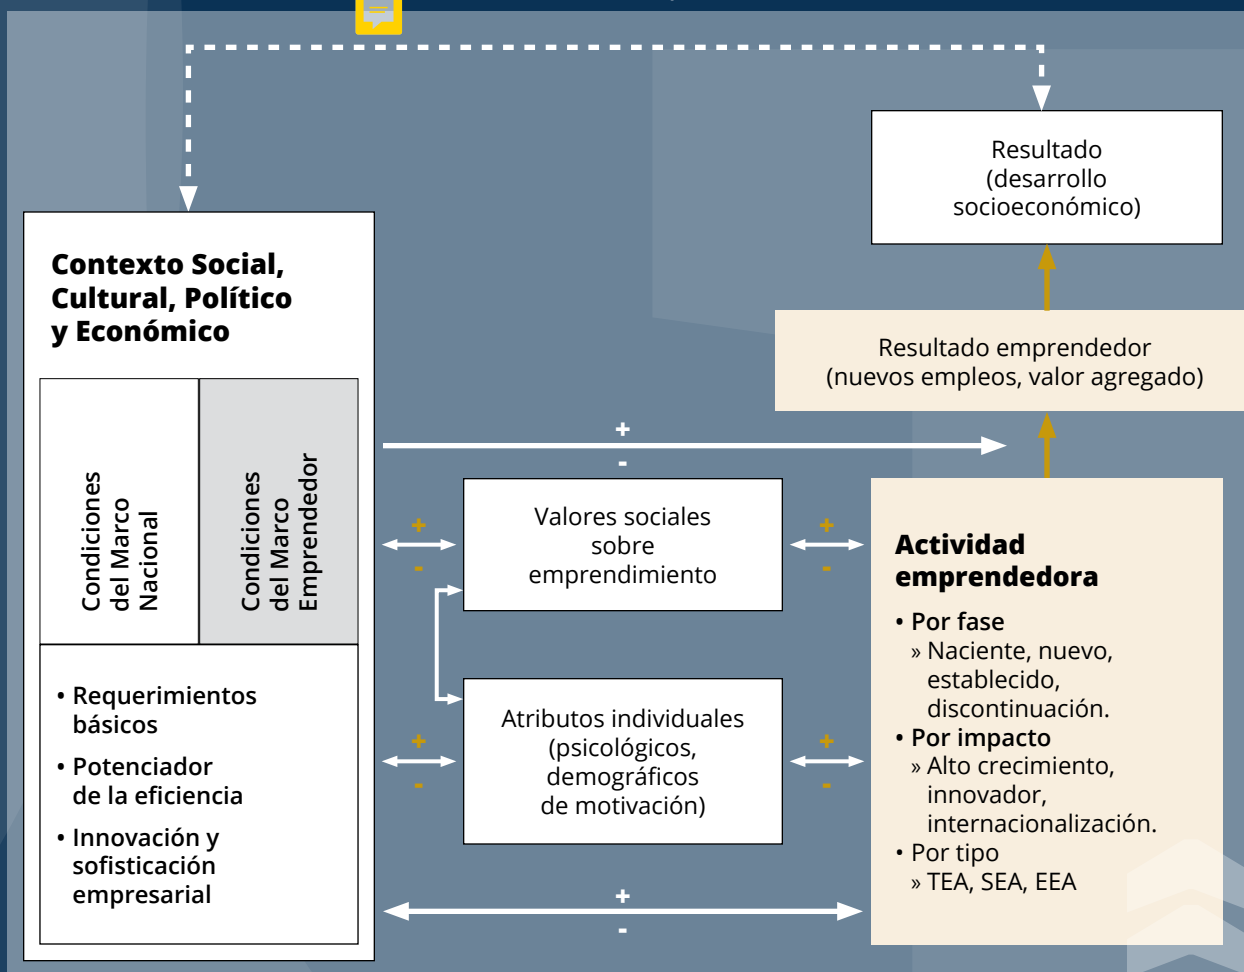 Resultado
(desarrollo
socioeconómico)
Contexto Social,
Cultural, Político
y Económico
Resultado emprendedor
(nuevos empleos, valor agregado)
Condiciones
del Marco
Nacional
Condiciones
del Marco
Emprendedor
+
-
Valores sociales
sobre
emprendimiento
+
-
+
-
Actividad
emprendedora
• Por fase
» Naciente, nuevo,
establecido,
discontinuación.
• Por impacto
» Alto crecimiento,
innovador,
internacionalización.
• Por tipo
» TEA, SEA, EEA
• Requerimientos
básicos
• Potenciador
de la eficiencia
• Innovación y
sofisticación
empresarial
Atributos individuales
(psicológicos,
demográficos
de motivación)
+
-
+
-
+
-